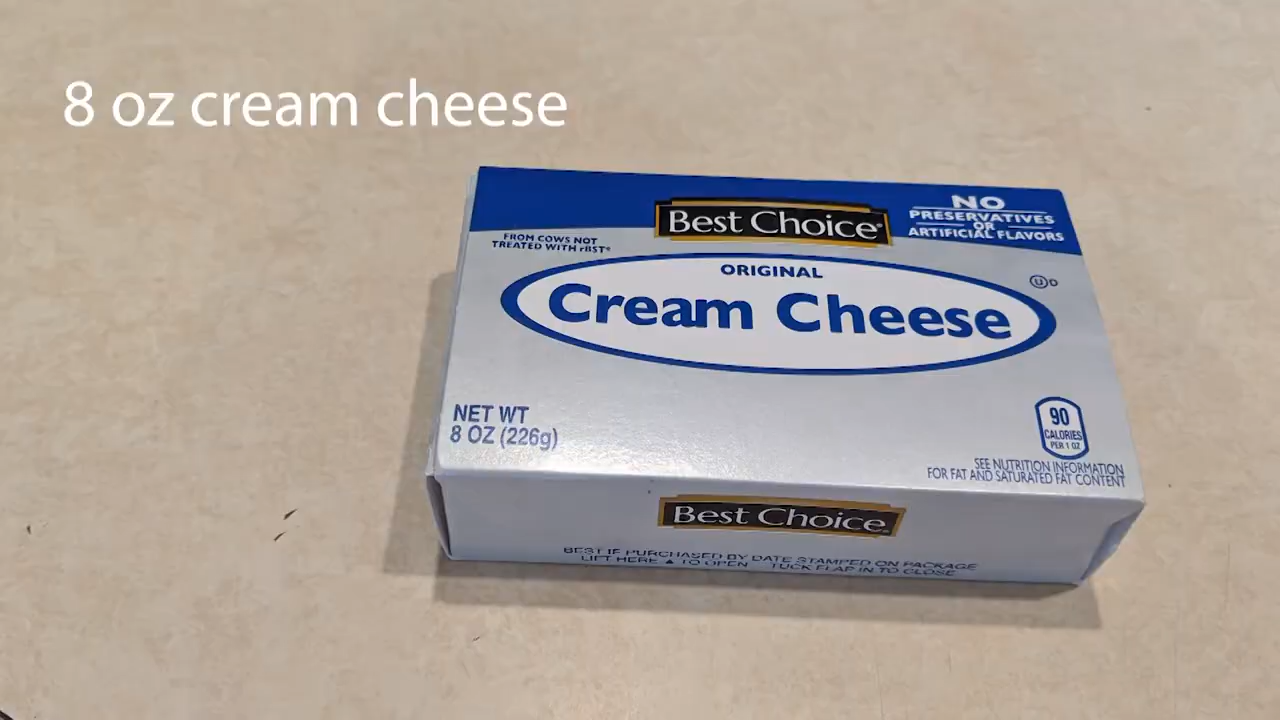 8 oz cream cheese
Best Choice®
NO
PRESERVATIVES
OR
ARTIFICIAL FLAVORS
FROM COWS NOT
TREATED WITH rBST*
ORIGINAL
Cream Cheese
U D
NET WT
8 OZ (226g)
90
CALORIES
PER 1 OZ
SEE NUTRITION INFORMATION
FOR FAT AND SATURATED FAT CONTENT
Best Choice®
BEST IF PURCHASED BY DATE STAMPED ON PACKAGE
LIFT HERE ▲ TO OPEN TUCK FLAP IN TO CLOSE